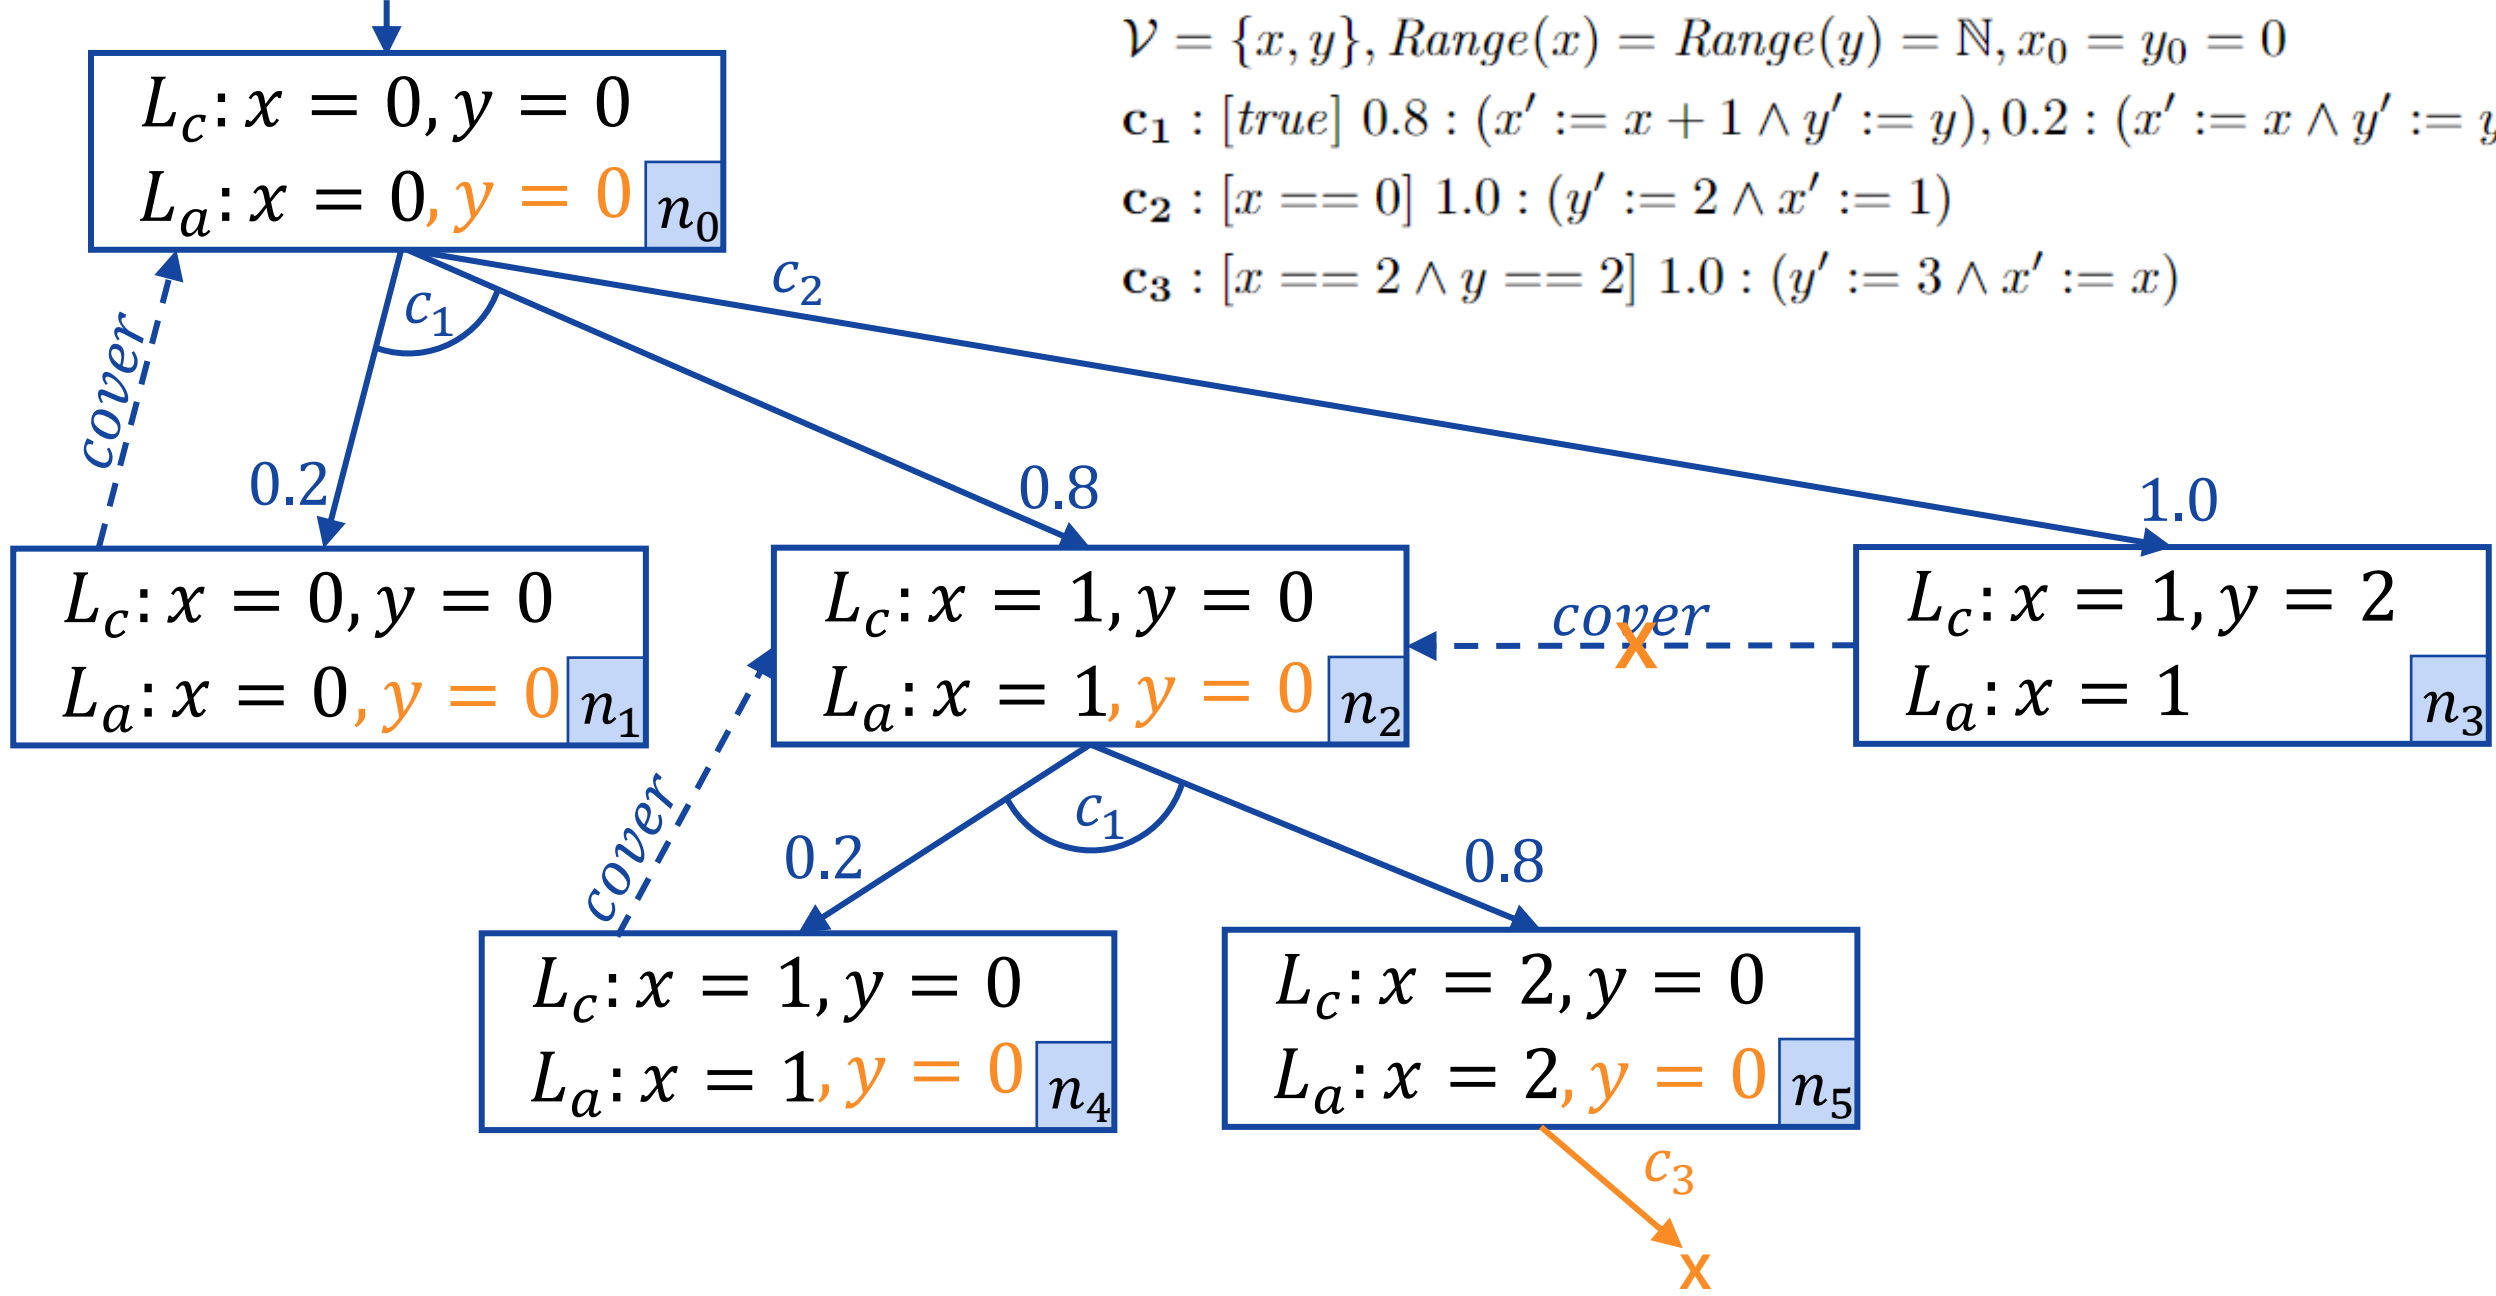 𝒱 = {x, y}, Range(x) = Range(y) = ℕ, x₀ = y₀ = 0
c₁ : [true] 0.8 : (x′ := x + 1 ∧ y′ := y), 0.2 : (x′ := x ∧ y′ := y
c₂ : [x == 0] 1.0 : (y′ := 2 ∧ x′ := 1)
c₃ : [x == 2 ∧ y == 2] 1.0 : (y′ := 3 ∧ x′ := x)
L_c: x = 0, y = 0
L_a: x = 0, y = 0
n₀
c₁
c₂
cover
0.2
0.8
1.0
L_c: x = 0, y = 0
L_a: x = 0, y = 0
n₁
L_c: x = 1, y = 0
L_a: x = 1, y = 0
n₂
cover
x
L_c: x = 1, y = 2
L_a: x = 1
n₃
cover
c₁
0.2
0.8
L_c: x = 1, y = 0
L_a: x = 1, y = 0
n₄
L_c: x = 2, y = 0
L_a: x = 2, y = 0
n₅
c₃
x